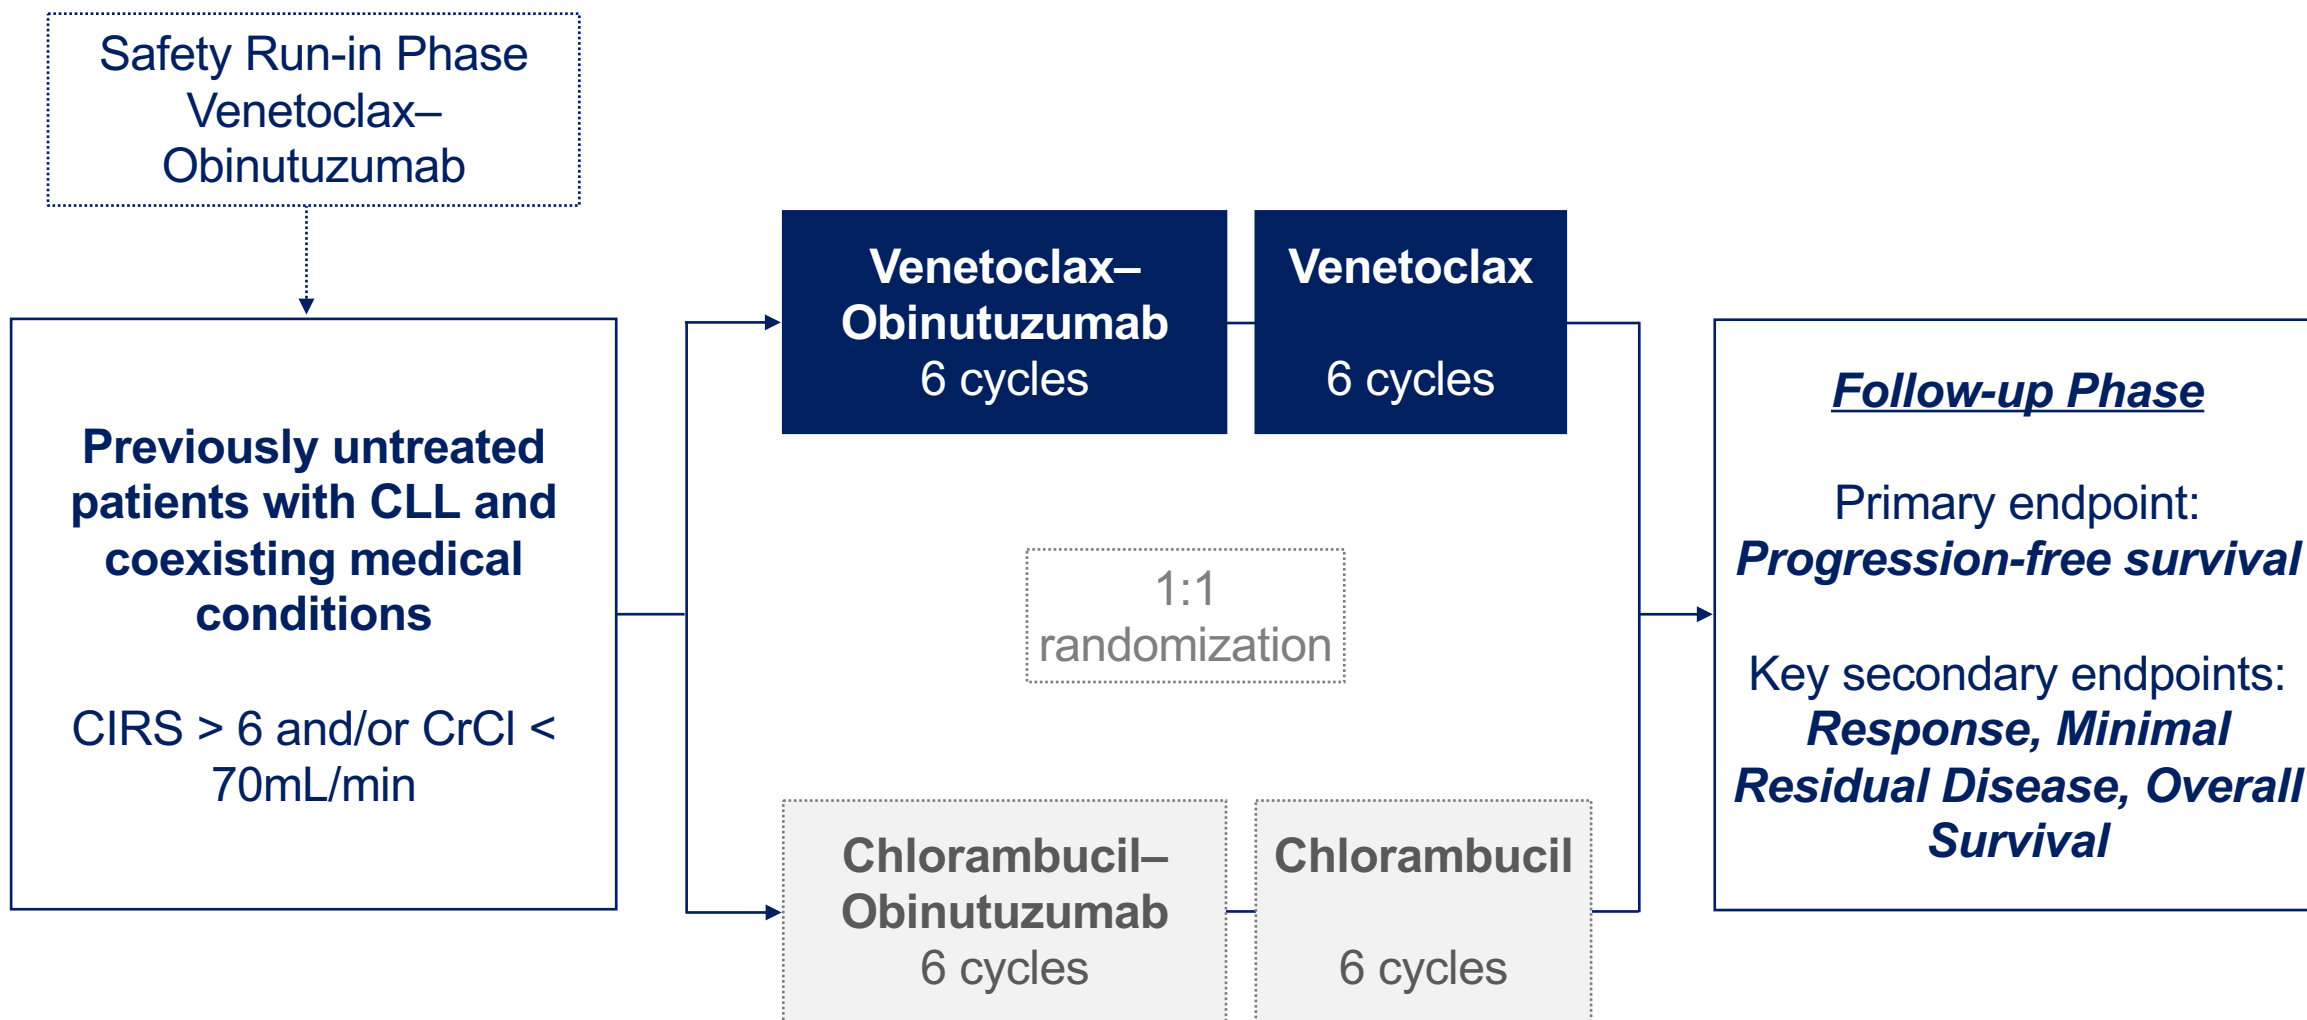 Safety Run-in Phase
Venetoclax–
Obinutuzumab
Previously untreated
patients with CLL and
coexisting medical
conditions
CIRS > 6 and/or CrCl <
70mL/min
Venetoclax–
Obinutuzumab
6 cycles
Venetoclax
6 cycles
1:1
randomization
Chlorambucil–
Obinutuzumab
6 cycles
Chlorambucil
6 cycles
Follow-up Phase
Primary endpoint:
Progression-free survival
Key secondary endpoints:
Response, Minimal
Residual Disease, Overall
Survival